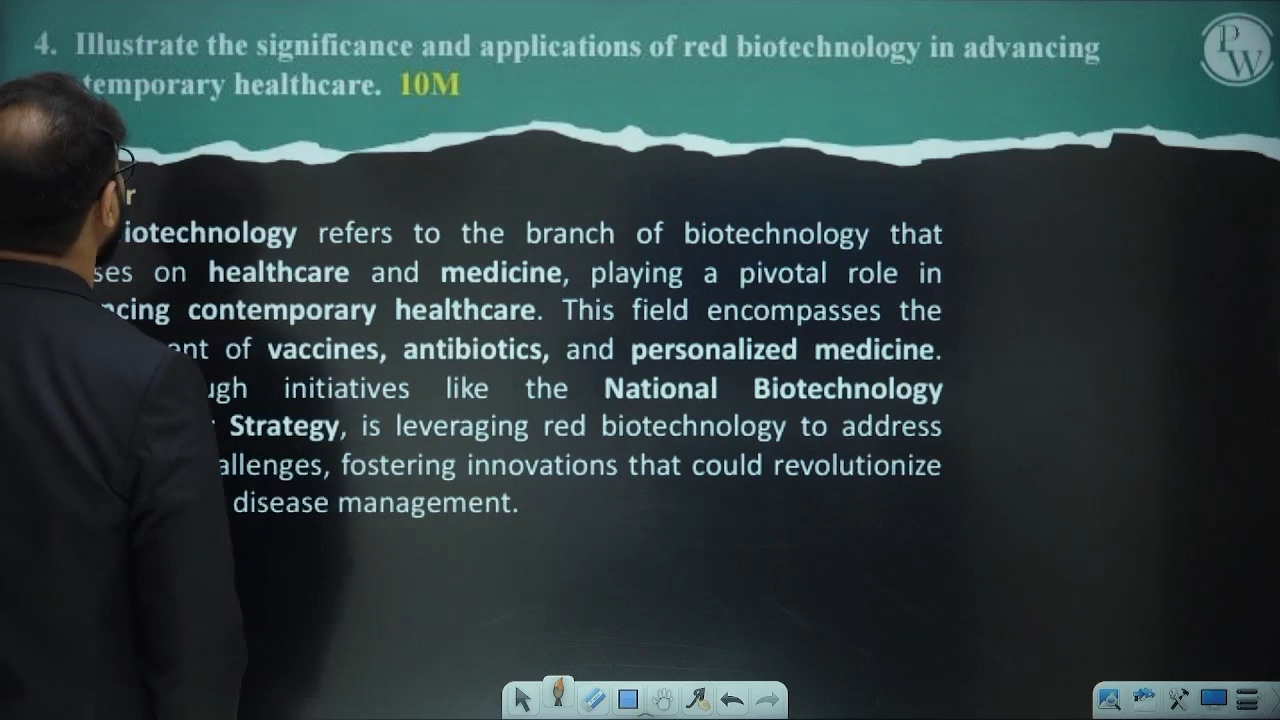 4. Illustrate the significance and applications of red biotechnology in advancing
temporary healthcare. 10M
PW
r
iotechnology refers to the branch of biotechnology that
ses on healthcare and medicine, playing a pivotal role in
ncing contemporary healthcare. This field encompasses the
ent of vaccines, antibiotics, and personalized medicine.
ugh initiatives like the National Biotechnology
Strategy, is leveraging red biotechnology to address
allenges, fostering innovations that could revolutionize
disease management.